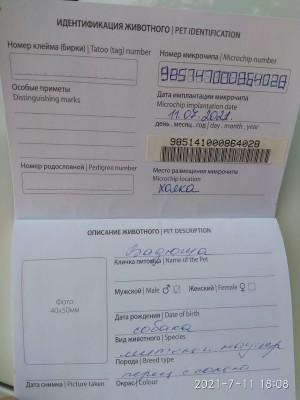 ИДЕНТИФИКАЦИЯ ЖИВОТНОГО | PET IDENTIFICATION
Номер клейма (бирки) | Tatoo (tag) number
Номер микрочипа | Microchip number
985141000864028
Особые приметы
Distinguishing marks
Дата имплантации микрочипа
Microchip implantation date
11.07.2021.
день . месяц . год | day . month . year
985141000864028
Номер родословной | Pedigree number
Место размещения микрочипа
Microchip location
холка
ОПИСАНИЕ ЖИВОТНОГО | PET DESCRIPTION
Кличка питомца | Name of the Pet
Мужской | Male ♂
Женский | Female ♀
Фото
40x50мм
Дата рождения | Date of birth
собака
Вид животного | Species
Порода | Breed type
перец с солью
Дата снимка | Picture taken
Окрас | Colour
2021-7-11 18:08